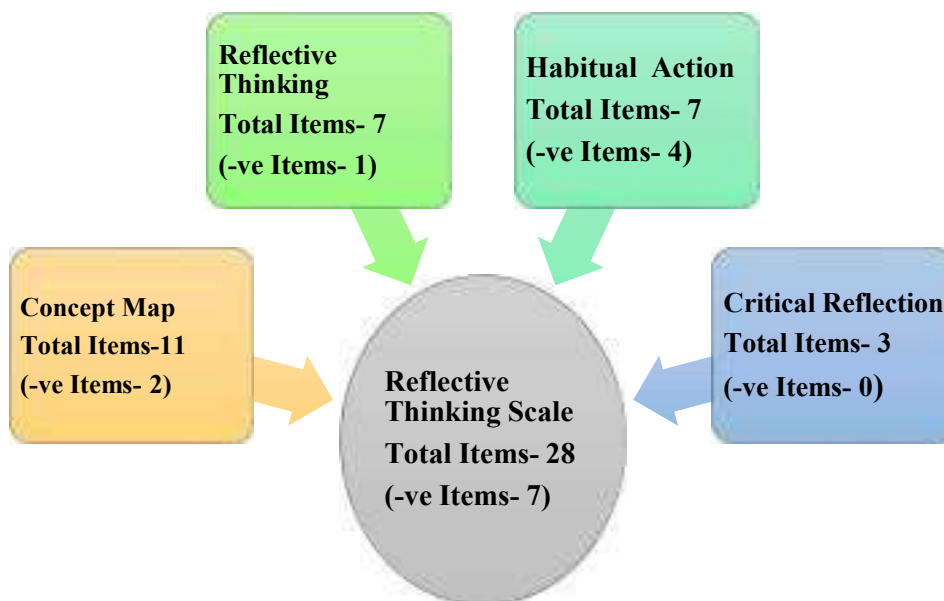 Reflective
Thinking
Total Items- 7
(-ve Items- 1)
Habitual Action
Total Items- 7
(-ve Items- 4)
Concept Map
Total Items-11
(-ve Items- 2)
Critical Reflection
Total Items- 3
(-ve Items- 0)
Reflective
Thinking Scale
Total Items- 28
(-ve Items- 7)